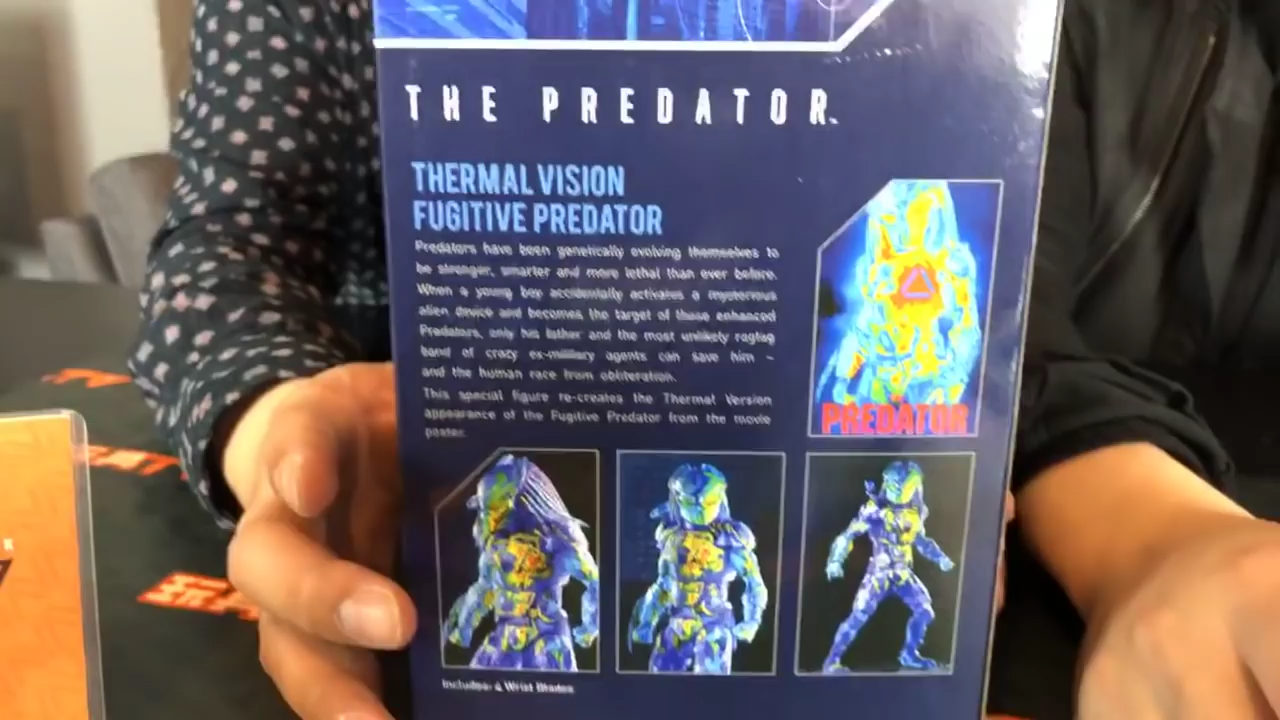 THE PREDATOR™
THERMAL VISION
FUGITIVE PREDATOR
Predators have been genetically evolving themselves to
be stronger, smarter and more lethal than ever before.
When a young boy accidentally activates a mysterious
alien device and becomes the target of these enhanced
Predators, only his father and the most unlikely ragtag
band of crazy ex-military agents can save him –
and the human race from obliteration.
This special figure re-creates the Thermal Version
appearance of the Fugitive Predator from the movie
poster.
PREDATOR
Includes: 4 Wrist Blades